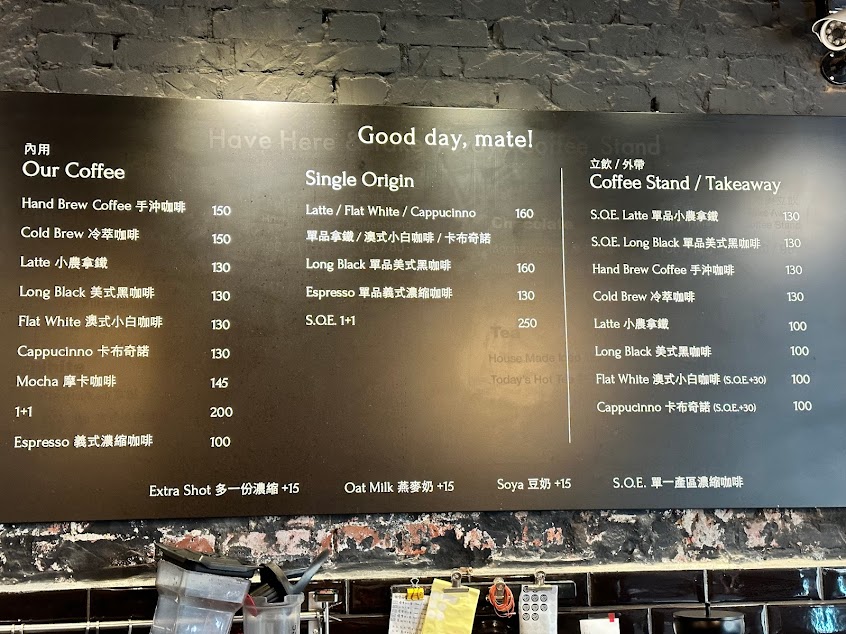 Good day, mate!
內用
Our Coffee
Hand Brew Coffee 手沖咖啡 150
Cold Brew 冷萃咖啡 150
Latte 小農拿鐵 130
Long Black 美式黑咖啡 130
Flat White 澳式小白咖啡 130
Cappucinno 卡布奇諾 130
Mocha 摩卡咖啡 145
1+1 200
Espresso 義式濃縮咖啡 100
Single Origin
Latte / Flat White / Cappucinno 160
單品拿鐵 / 澳式小白咖啡 / 卡布奇諾
Long Black 單品美式黑咖啡 160
Espresso 單品義式濃縮咖啡 130
S.O.E. 1+1 250
立飲 / 外帶
Coffee Stand / Takeaway
S.O.E. Latte 單品小農拿鐵 130
S.O.E. Long Black 單品美式黑咖啡 130
Hand Brew Coffee 手沖咖啡 130
Cold Brew 冷萃咖啡 130
Latte 小農拿鐵 100
Long Black 美式黑咖啡 100
Flat White 澳式小白咖啡 (S.O.E.+30) 100
Cappucinno 卡布奇諾 (S.O.E.+30) 100
Extra Shot 多一份濃縮 +15
Oat Milk 燕麥奶 +15
Soya 豆奶 +15
S.O.E. 單一產區濃縮咖啡